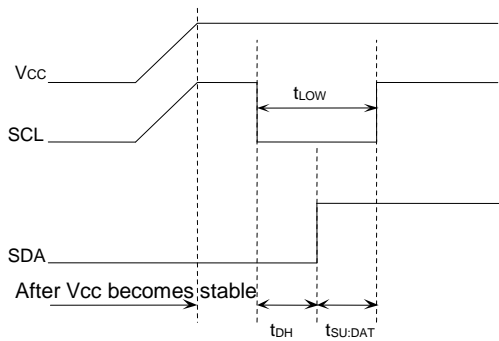 VCC
tLOW
SCL
SDA
After Vcc becomes stable
tDH
tSU:DAT